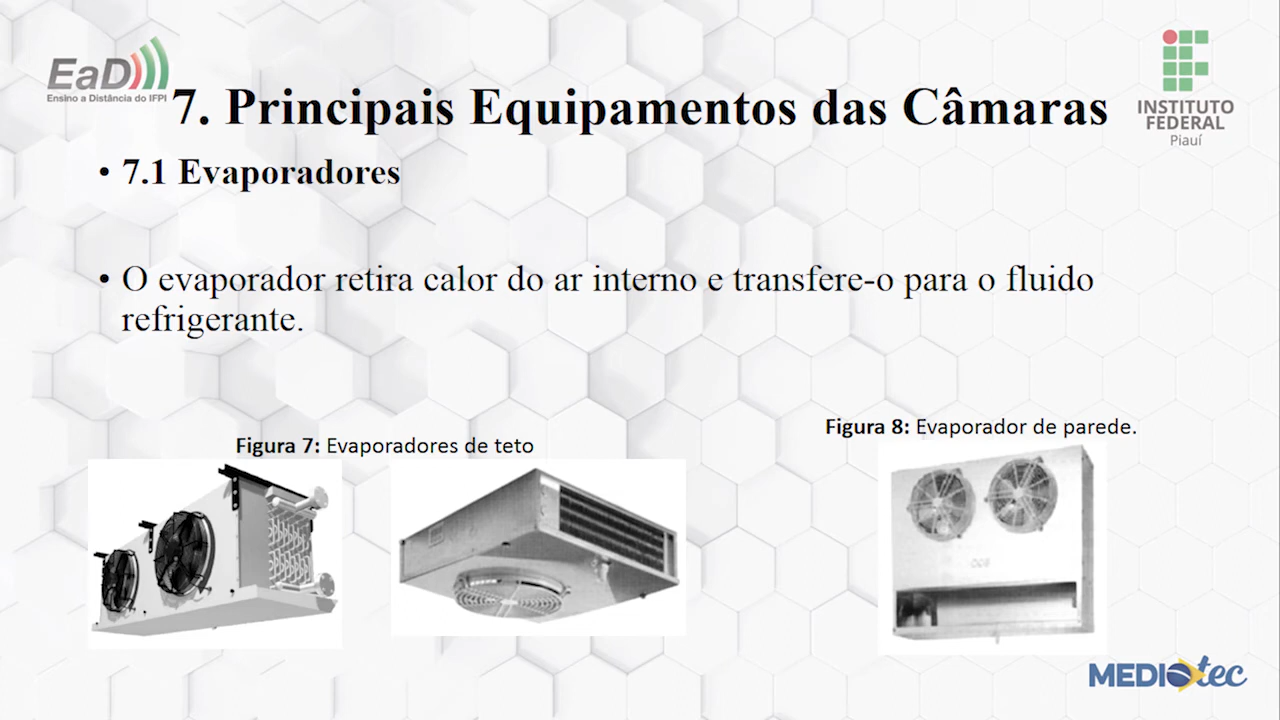 EaD
Ensino a Distância do IFPI
INSTITUTO
FEDERAL
Piauí
7. Principais Equipamentos das Câmaras
• 7.1 Evaporadores
• O evaporador retira calor do ar interno e transfere-o para o fluido
refrigerante.
Figura 7: Evaporadores de teto
Figura 8: Evaporador de parede.
MEDIOtec